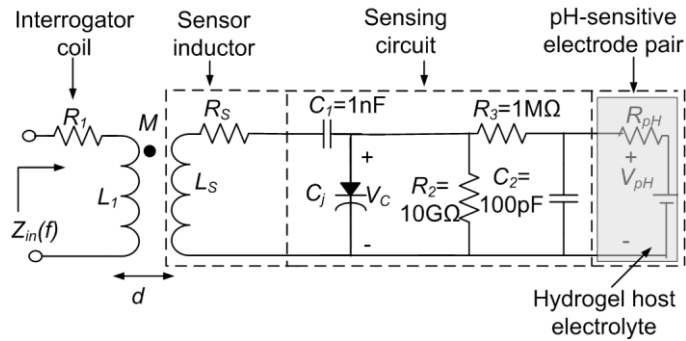 Interrogator
coil
Sensor
inductor
Sensing
circuit
pH-sensitive
electrode pair
R1
M
RS
C1=1nF
R3=1MΩ
RpH
L1
LS
Cj
+
VC
-
R2=
10GΩ
C2=
100pF
+
VpH
-
Zin(f)
d
Hydrogel host
electrolyte